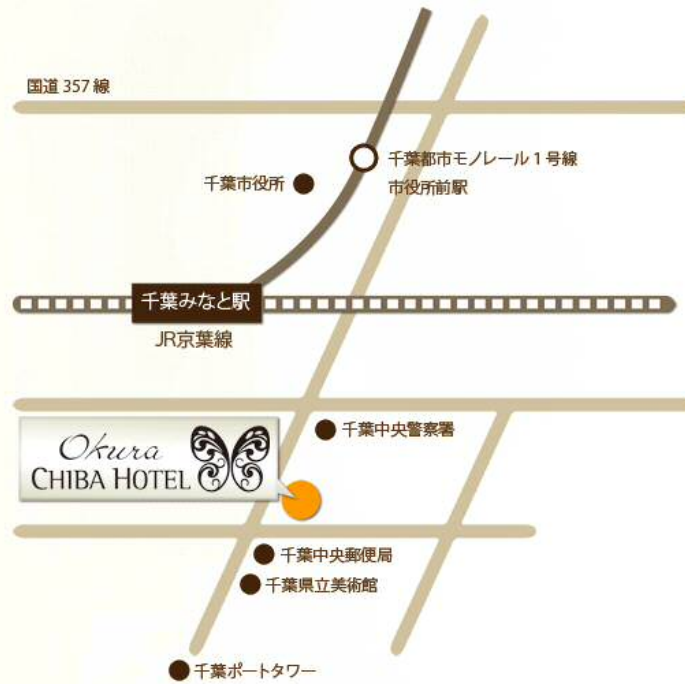 国道 357 線
千葉都市モノレール 1 号線
市役所前駅
千葉市役所
千葉みなと駅
JR京葉線
千葉中央警察署
Okura
CHIBA HOTEL
千葉中央郵便局
千葉県立美術館
千葉ポートタワー